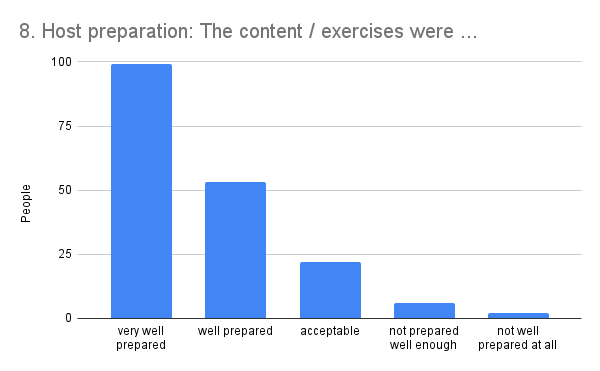 8. Host preparation: The content / exercises were ...
People
100
75
50
25
0
very well
prepared
well prepared
acceptable
not prepared
well enough
not well
prepared at all